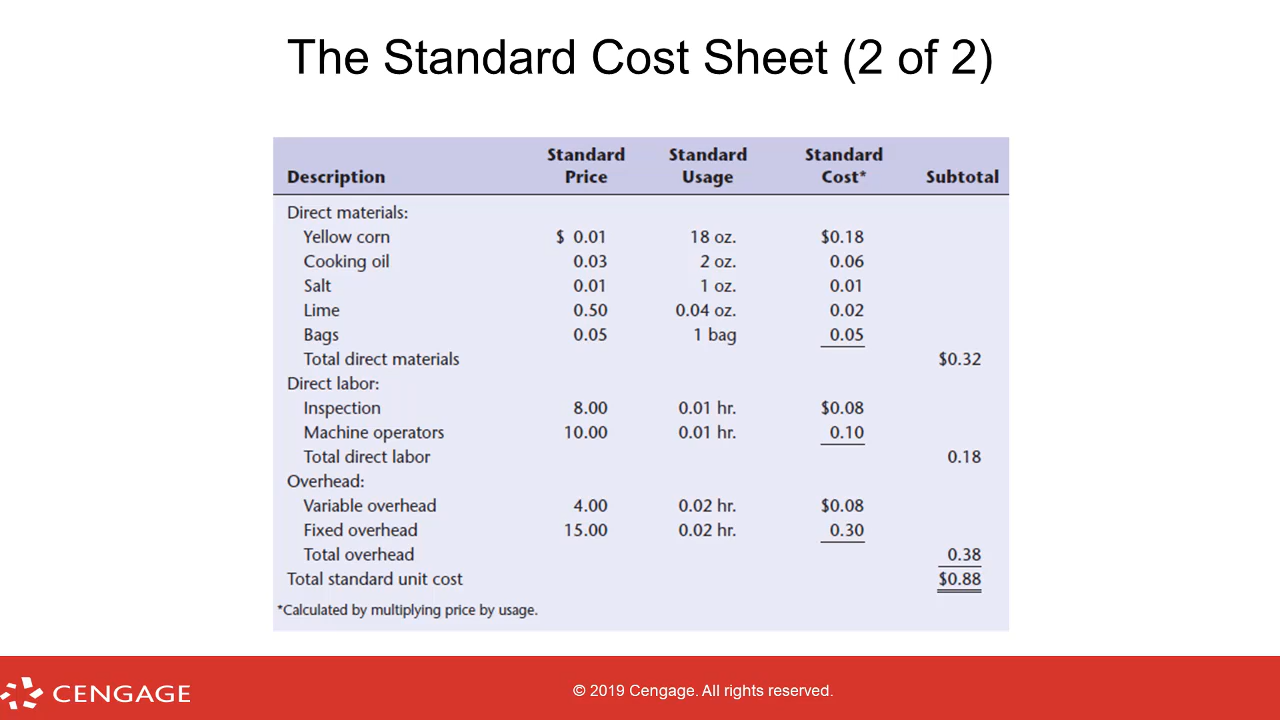 The Standard Cost Sheet (2 of 2)
Standard Standard Standard
Description Price Usage Cost* Subtotal
Direct materials:
Yellow corn $ 0.01 18 oz. $0.18
Cooking oil 0.03 2 oz. 0.06
Salt 0.01 1 oz. 0.01
Lime 0.50 0.04 oz. 0.02
Bags 0.05 1 bag 0.05
Total direct materials $0.32
Direct labor:
Inspection 8.00 0.01 hr. $0.08
Machine operators 10.00 0.01 hr. 0.10
Total direct labor 0.18
Overhead:
Variable overhead 4.00 0.02 hr. $0.08
Fixed overhead 15.00 0.02 hr. 0.30
Total overhead 0.38
Total standard unit cost $0.88
*Calculated by multiplying price by usage.
CENGAGE © 2019 Cengage. All rights reserved.